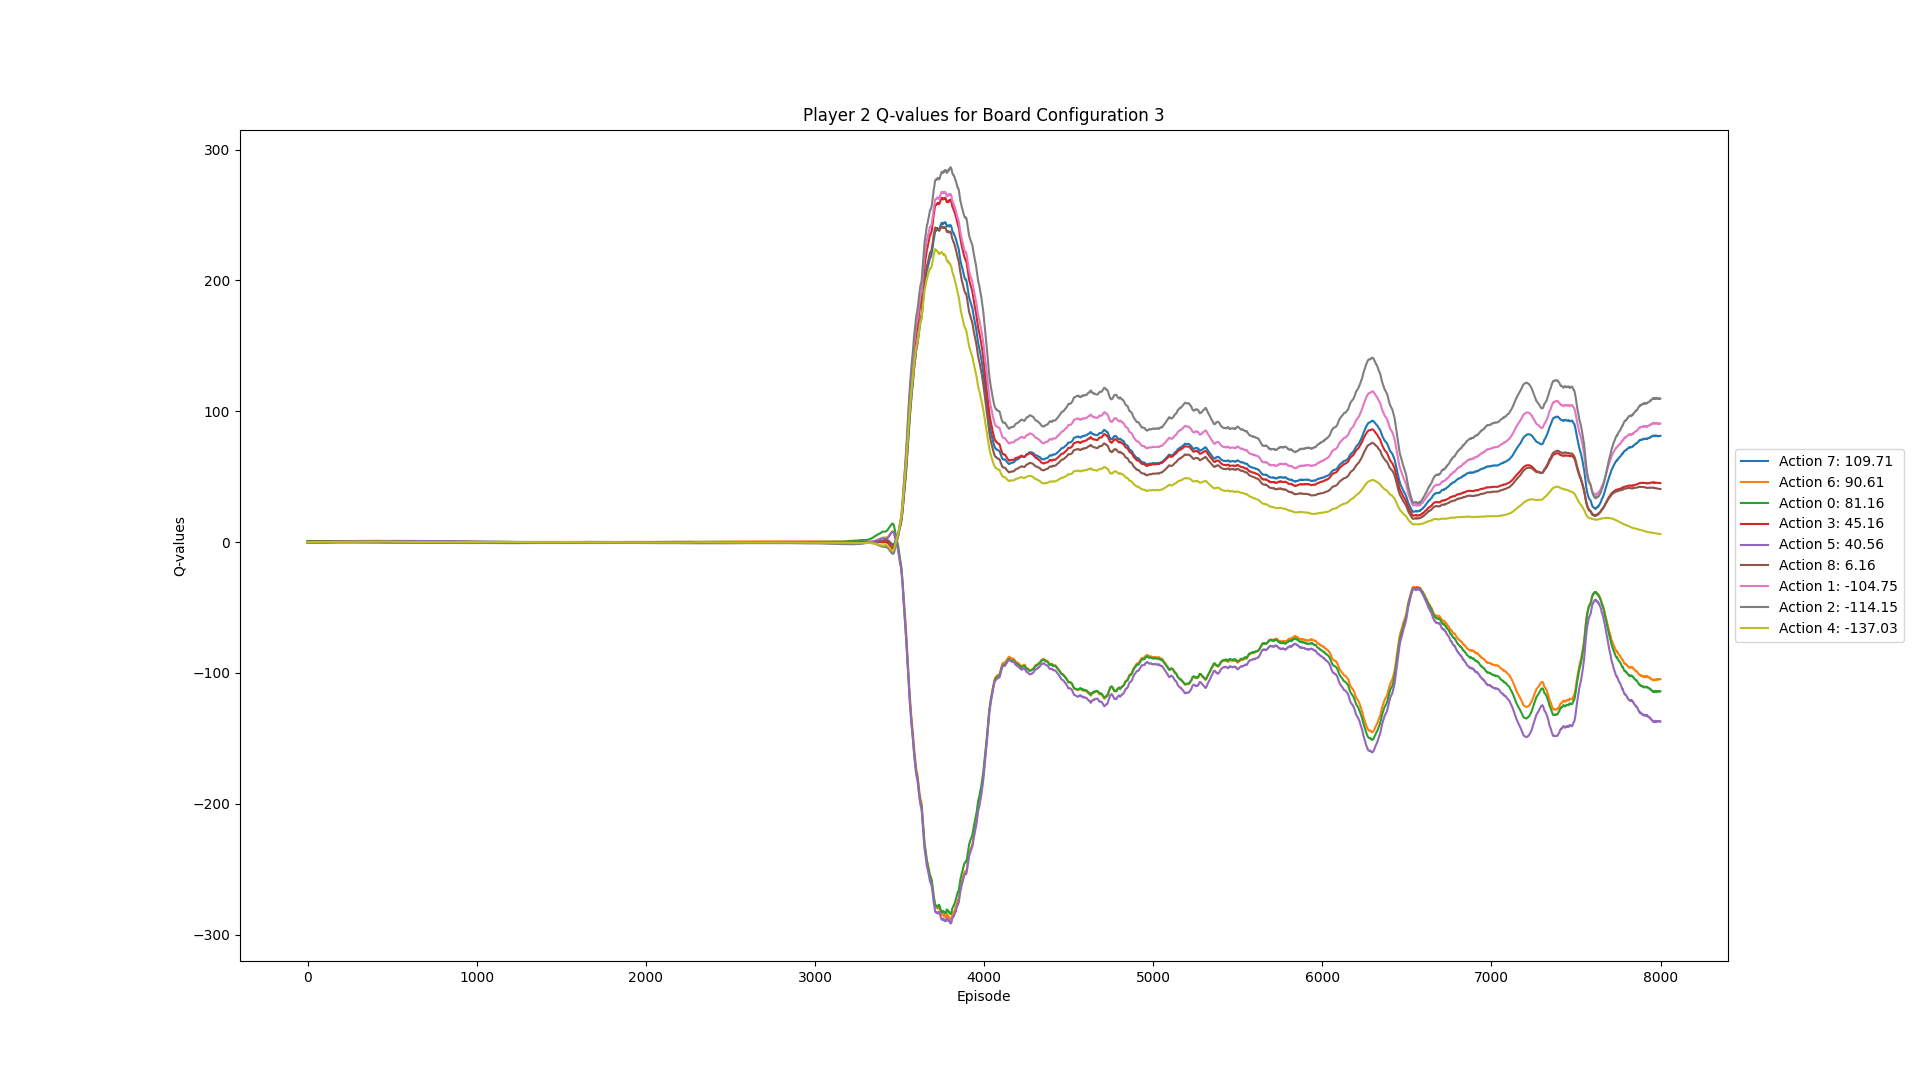 Player 2 Q-values for Board Configuration 3
300
200
100
0
−100
−200
−300
Q-values
0 1000 2000 3000 4000 5000 6000 7000 8000
Episode
Action 7: 109.71
Action 6: 90.61
Action 0: 81.16
Action 3: 45.16
Action 5: 40.56
Action 8: 6.16
Action 1: -104.75
Action 2: -114.15
Action 4: -137.03